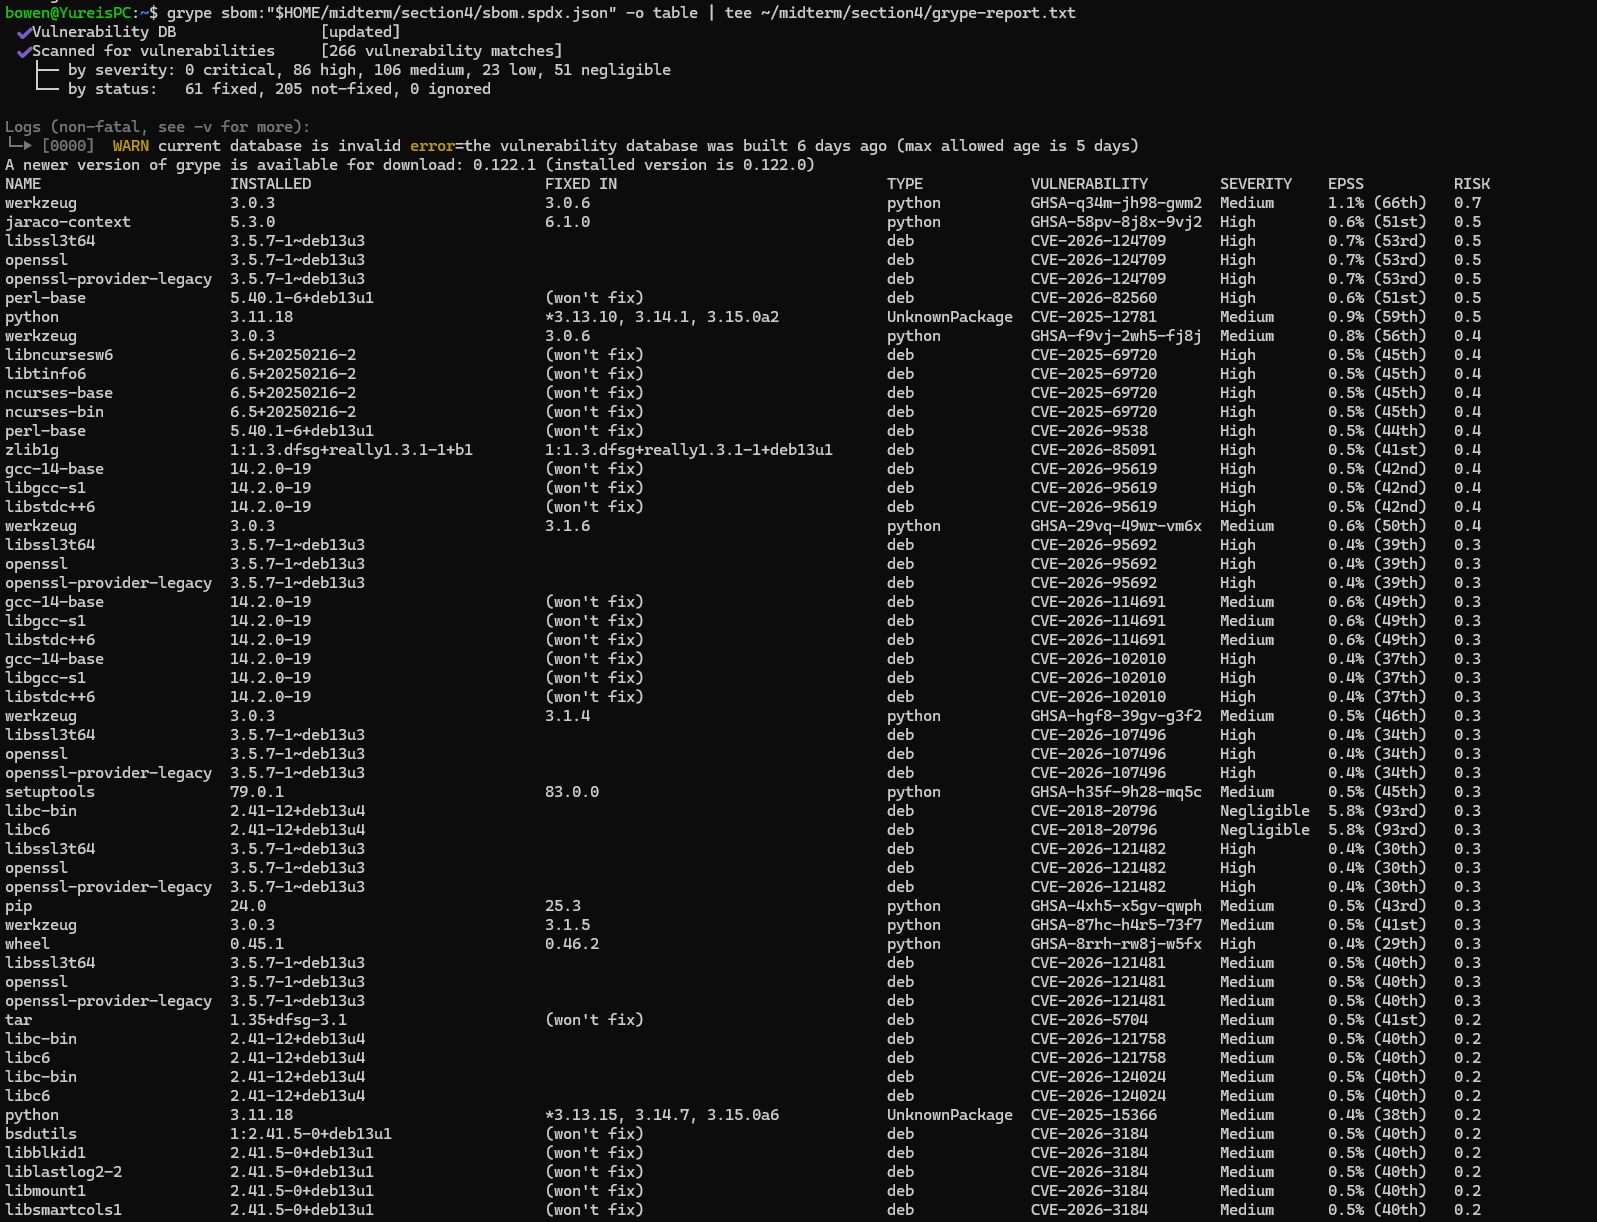 bowen@YureisPC:~$ grype sbom:"$HOME/midterm/section4/sbom.spdx.json" -o table | tee ~/midterm/section4/grype-report.txt
✔Vulnerability DB [updated]
✔Scanned for vulnerabilities [266 vulnerability matches]
├── by severity: 0 critical, 86 high, 106 medium, 23 low, 51 negligible
└── by status: 61 fixed, 205 not-fixed, 0 ignored
Logs (non-fatal, see -v for more):
└─▶ [0000] WARN current database is invalid error=the vulnerability database was built 6 days ago (max allowed age is 5 days)
A newer version of grype is available for download: 0.122.1 (installed version is 0.122.0)
NAME INSTALLED FIXED IN TYPE VULNERABILITY SEVERITY EPSS RISK
werkzeug 3.0.3 3.0.6 python GHSA-q34m-jh98-gwm2 Medium 1.1% (66th) 0.7
jaraco-context 5.3.0 6.1.0 python GHSA-58pv-8j8x-9vj2 High 0.6% (51st) 0.5
libssl3t64 3.5.7-1~deb13u3 deb CVE-2026-124709 High 0.7% (53rd) 0.5
openssl 3.5.7-1~deb13u3 deb CVE-2026-124709 High 0.7% (53rd) 0.5
openssl-provider-legacy 3.5.7-1~deb13u3 deb CVE-2026-124709 High 0.7% (53rd) 0.5
perl-base 5.40.1-6+deb13u1 (won't fix) deb CVE-2026-82560 High 0.6% (51st) 0.5
python 3.11.18 *3.13.10, 3.14.1, 3.15.0a2 UnknownPackage CVE-2025-12781 Medium 0.9% (59th) 0.5
werkzeug 3.0.3 3.0.6 python GHSA-f9vj-2wh5-fj8j Medium 0.8% (56th) 0.4
libncursesw6 6.5+20250216-2 (won't fix) deb CVE-2025-69720 High 0.5% (45th) 0.4
libtinfo6 6.5+20250216-2 (won't fix) deb CVE-2025-69720 High 0.5% (45th) 0.4
ncurses-base 6.5+20250216-2 (won't fix) deb CVE-2025-69720 High 0.5% (45th) 0.4
ncurses-bin 6.5+20250216-2 (won't fix) deb CVE-2025-69720 High 0.5% (45th) 0.4
perl-base 5.40.1-6+deb13u1 (won't fix) deb CVE-2026-9538 High 0.5% (44th) 0.4
zlib1g 1:1.3.dfsg+really1.3.1-1+b1 1:1.3.dfsg+really1.3.1-1+deb13u1 deb CVE-2026-85091 High 0.5% (41st) 0.4
gcc-14-base 14.2.0-19 (won't fix) deb CVE-2026-95619 High 0.5% (42nd) 0.4
libgcc-s1 14.2.0-19 (won't fix) deb CVE-2026-95619 High 0.5% (42nd) 0.4
libstdc++6 14.2.0-19 (won't fix) deb CVE-2026-95619 High 0.5% (42nd) 0.4
werkzeug 3.0.3 3.1.6 python GHSA-29vq-49wr-vm6x Medium 0.6% (50th) 0.4
libssl3t64 3.5.7-1~deb13u3 deb CVE-2026-95692 High 0.4% (39th) 0.3
openssl 3.5.7-1~deb13u3 deb CVE-2026-95692 High 0.4% (39th) 0.3
openssl-provider-legacy 3.5.7-1~deb13u3 deb CVE-2026-95692 High 0.4% (39th) 0.3
gcc-14-base 14.2.0-19 (won't fix) deb CVE-2026-114691 Medium 0.6% (49th) 0.3
libgcc-s1 14.2.0-19 (won't fix) deb CVE-2026-114691 Medium 0.6% (49th) 0.3
libstdc++6 14.2.0-19 (won't fix) deb CVE-2026-114691 Medium 0.6% (49th) 0.3
gcc-14-base 14.2.0-19 (won't fix) deb CVE-2026-102010 High 0.4% (37th) 0.3
libgcc-s1 14.2.0-19 (won't fix) deb CVE-2026-102010 High 0.4% (37th) 0.3
libstdc++6 14.2.0-19 (won't fix) deb CVE-2026-102010 High 0.4% (37th) 0.3
werkzeug 3.0.3 3.1.4 python GHSA-hgf8-39gv-g3f2 Medium 0.5% (46th) 0.3
libssl3t64 3.5.7-1~deb13u3 deb CVE-2026-107496 High 0.4% (34th) 0.3
openssl 3.5.7-1~deb13u3 deb CVE-2026-107496 High 0.4% (34th) 0.3
openssl-provider-legacy 3.5.7-1~deb13u3 deb CVE-2026-107496 High 0.4% (34th) 0.3
setuptools 79.0.1 83.0.0 python GHSA-h35f-9h28-mq5c Medium 0.5% (45th) 0.3
libc-bin 2.41-12+deb13u4 deb CVE-2018-20796 Negligible 5.8% (93rd) 0.3
libc6 2.41-12+deb13u4 deb CVE-2018-20796 Negligible 5.8% (93rd) 0.3
libssl3t64 3.5.7-1~deb13u3 deb CVE-2026-121482 High 0.4% (30th) 0.3
openssl 3.5.7-1~deb13u3 deb CVE-2026-121482 High 0.4% (30th) 0.3
openssl-provider-legacy 3.5.7-1~deb13u3 deb CVE-2026-121482 High 0.4% (30th) 0.3
pip 24.0 25.3 python GHSA-4xh5-x5gv-qwph Medium 0.5% (43rd) 0.3
werkzeug 3.0.3 3.1.5 python GHSA-87hc-h4r5-73f7 Medium 0.5% (41st) 0.3
wheel 0.45.1 0.46.2 python GHSA-8rrh-rw8j-w5fx High 0.4% (29th) 0.3
libssl3t64 3.5.7-1~deb13u3 deb CVE-2026-121481 Medium 0.5% (40th) 0.3
openssl 3.5.7-1~deb13u3 deb CVE-2026-121481 Medium 0.5% (40th) 0.3
openssl-provider-legacy 3.5.7-1~deb13u3 deb CVE-2026-121481 Medium 0.5% (40th) 0.3
tar 1.35+dfsg-3.1 (won't fix) deb CVE-2026-5704 Medium 0.5% (41st) 0.2
libc-bin 2.41-12+deb13u4 deb CVE-2026-121758 Medium 0.5% (40th) 0.2
libc6 2.41-12+deb13u4 deb CVE-2026-121758 Medium 0.5% (40th) 0.2
libc-bin 2.41-12+deb13u4 deb CVE-2026-124024 Medium 0.5% (40th) 0.2
libc6 2.41-12+deb13u4 deb CVE-2026-124024 Medium 0.5% (40th) 0.2
python 3.11.18 *3.13.15, 3.14.7, 3.15.0a6 UnknownPackage CVE-2025-15366 Medium 0.4% (38th) 0.2
bsdutils 1:2.41.5-0+deb13u1 (won't fix) deb CVE-2026-3184 Medium 0.5% (40th) 0.2
libblkid1 2.41.5-0+deb13u1 (won't fix) deb CVE-2026-3184 Medium 0.5% (40th) 0.2
liblastlog2-2 2.41.5-0+deb13u1 (won't fix) deb CVE-2026-3184 Medium 0.5% (40th) 0.2
libmount1 2.41.5-0+deb13u1 (won't fix) deb CVE-2026-3184 Medium 0.5% (40th) 0.2
libsmartcols1 2.41.5-0+deb13u1 (won't fix) deb CVE-2026-3184 Medium 0.5% (40th) 0.2